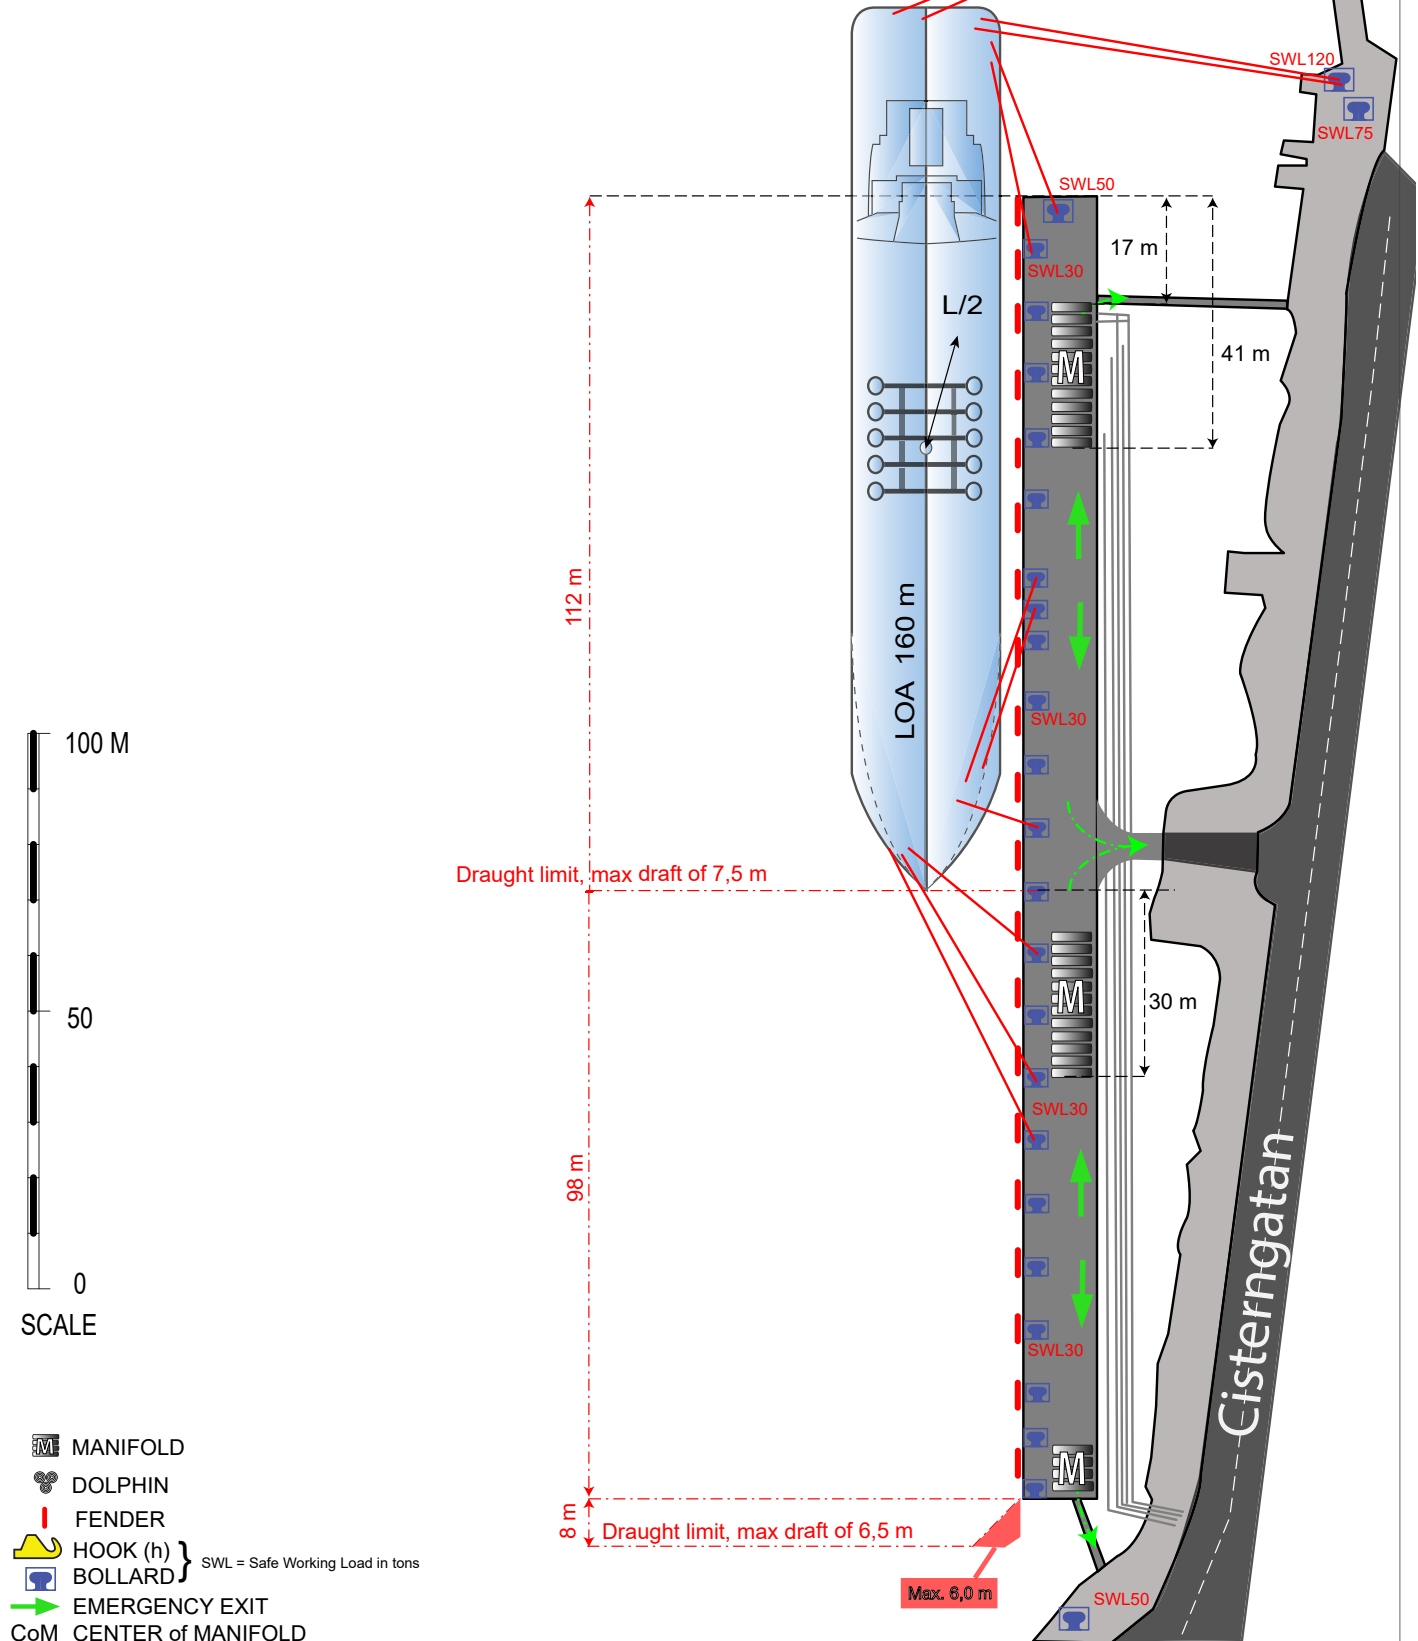 SWL120
SWL75
SWL50
17 m
SWL30
L/2
41 m
M
112 m
LOA 160 m
SWL30
100 M
Draught limit, max draft of 7,5 m
M
30 m
50
SWL30
98 m
Cisterngatan
0
SCALE
SWL30
M
MANIFOLD
M
DOLPHIN
FENDER
8 m
Draught limit, max draft of 6,5 m
HOOK (h)
BOLLARD
} SWL = Safe Working Load in tons
Max. 6,0 m
SWL50
EMERGENCY EXIT
CoM CENTER of MANIFOLD